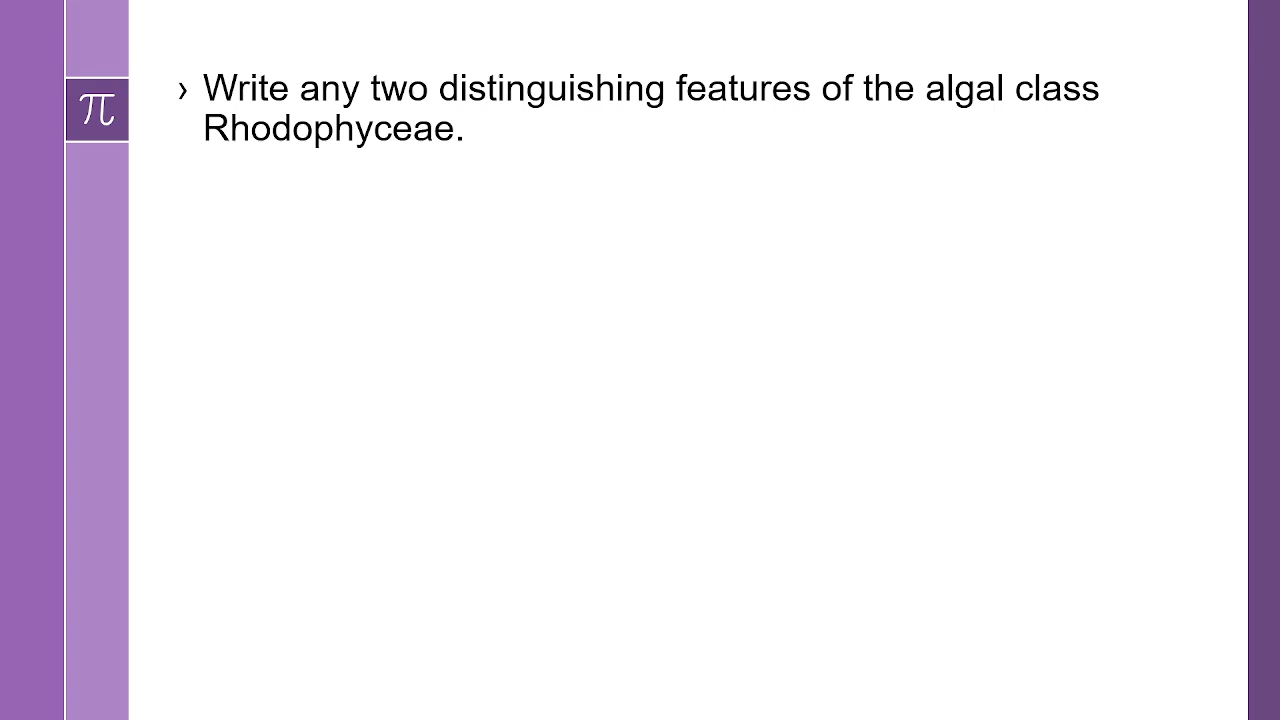 π
› Write any two distinguishing features of the algal class
Rhodophyceae.